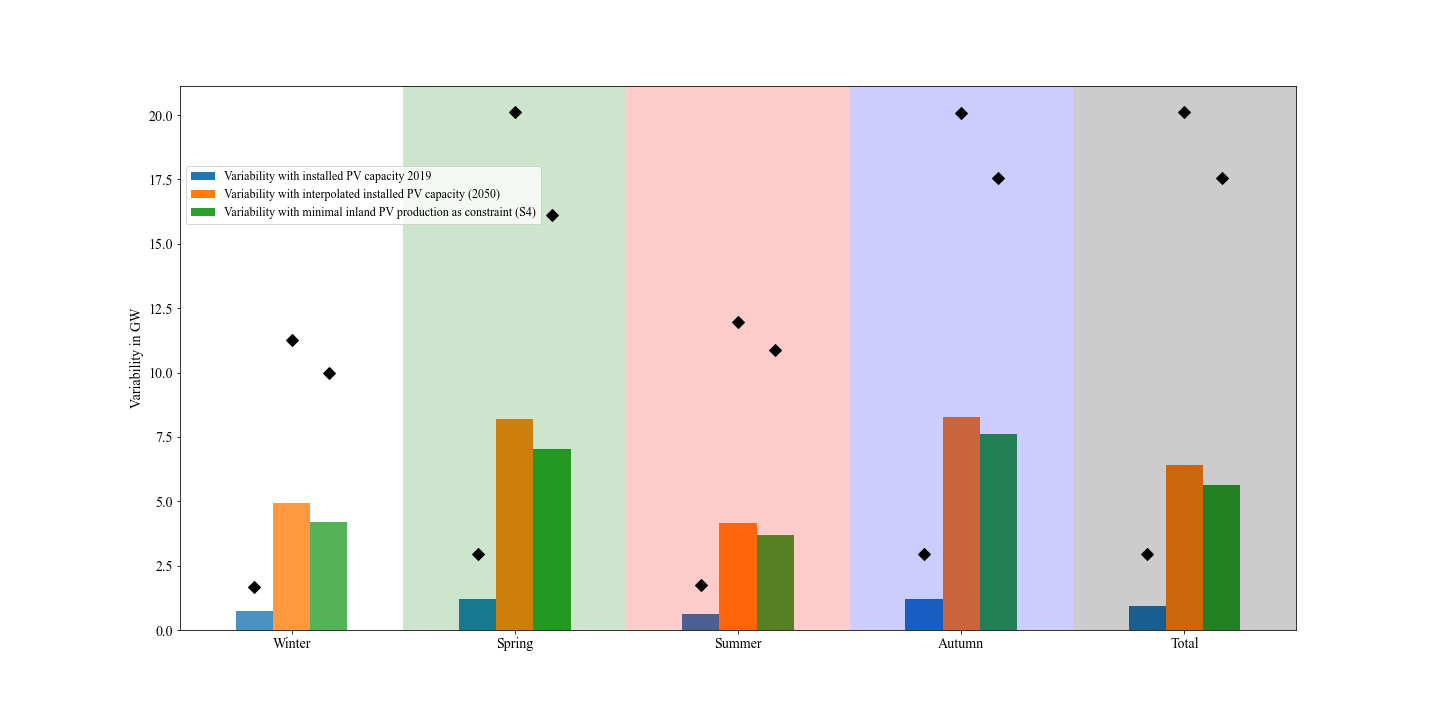 20.0
17.5
15.0
12.5
10.0
7.5
5.0
2.5
0.0
Variability in GW
Variability with installed PV capacity 2019
Variability with interpolated installed PV capacity (2050)
Variability with minimal inland PV production as constraint (S4)
Winter Spring Summer Autumn Total